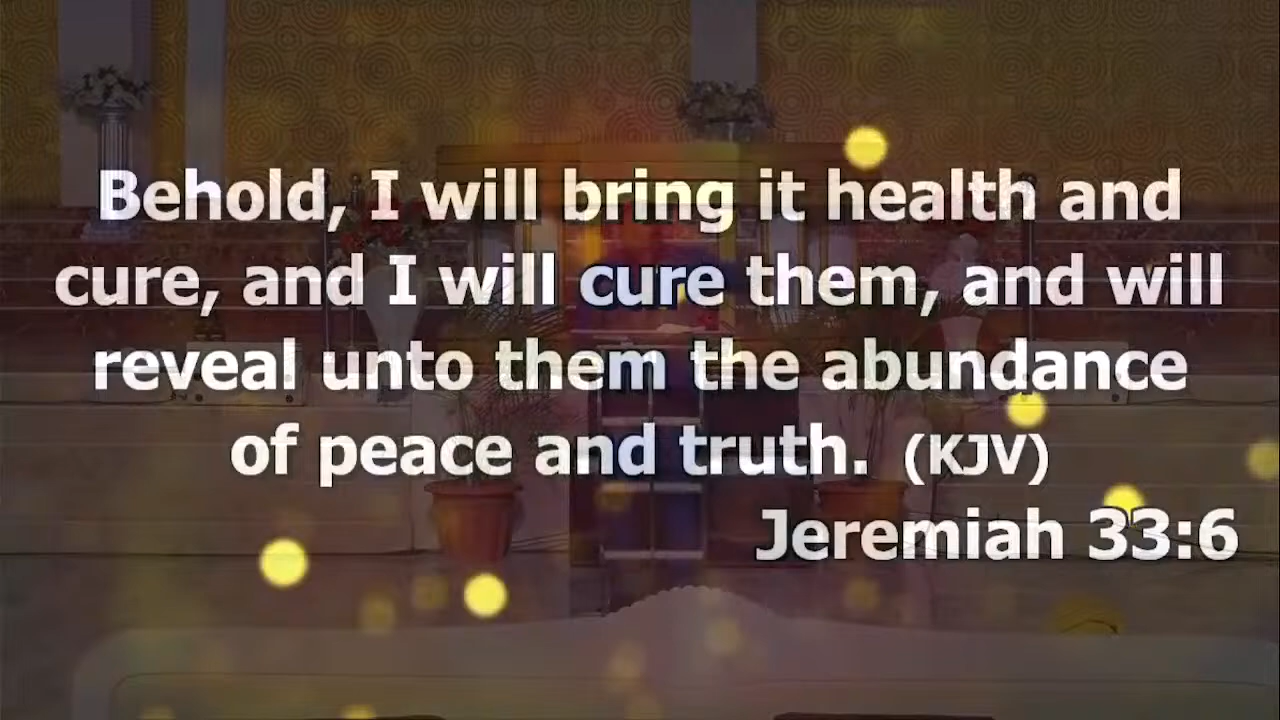 Behold, I will bring it health and
cure, and I will cure them, and will
reveal unto them the abundance
of peace and truth. (KJV)
Jeremiah 33:6